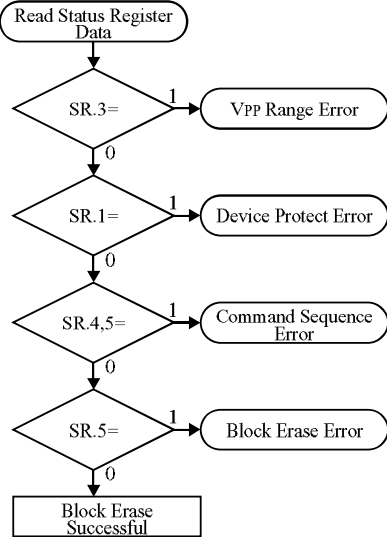 Read Status Register
Data
SR.3=
1
VPP Range Error
0
SR.1=
1
Device Protect Error
0
SR.4,5=
1
Command Sequence
Error
0
SR.5=
1
Block Erase Error
0
Block Erase
Successful